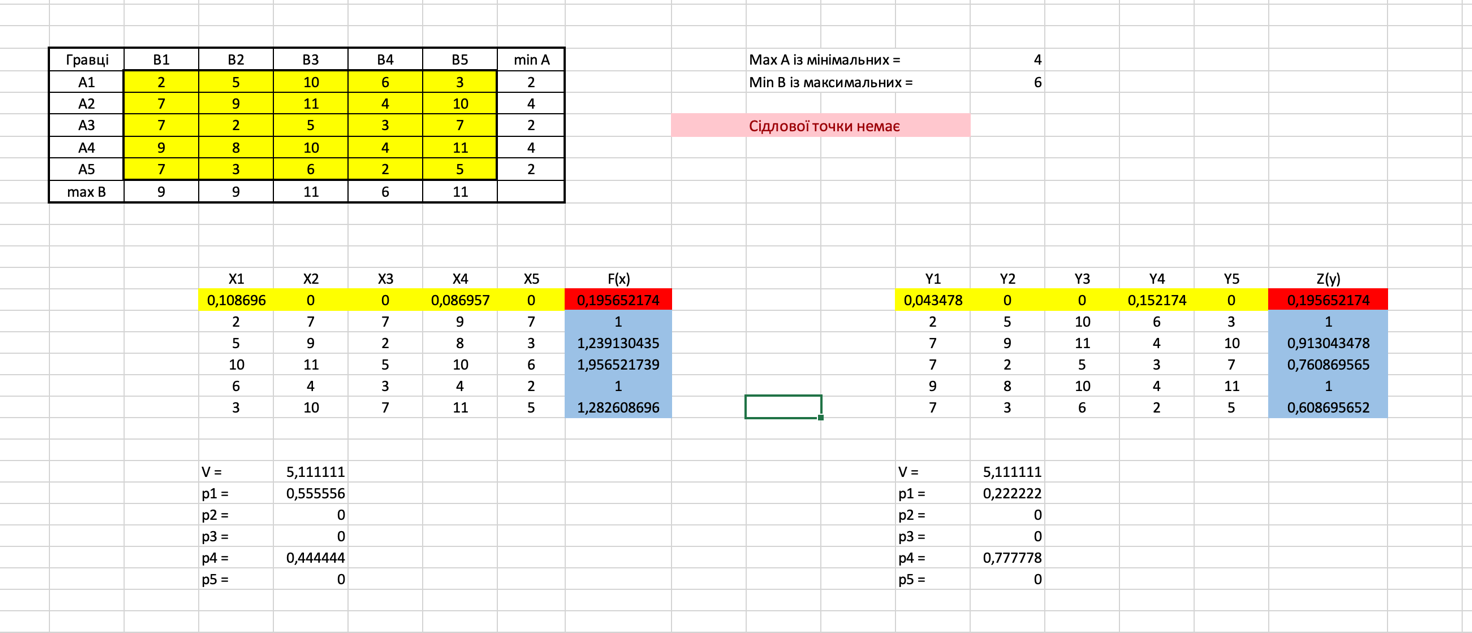 Гравці B1 B2 B3 B4 B5 min A Max A із мінімальних = 4
A1 2 5 10 6 3 2 Min B із максимальних = 6
A2 7 9 11 4 10 4
A3 7 2 5 3 7 2 Сідлової точки немає
A4 9 8 10 4 11 4
A5 7 3 6 2 5 2
max B 9 9 11 6 11
X1 X2 X3 X4 X5 F(x) Y1 Y2 Y3 Y4 Y5 Z(y)
0,108696 0 0 0,086957 0 0,195652174 0,043478 0 0 0,152174 0 0,195652174
2 7 7 9 7 1 2 5 10 6 3 1
5 9 2 8 3 1,239130435 7 9 11 4 10 0,913043478
10 11 5 10 6 1,956521739 7 2 5 3 7 0,760869565
6 4 3 4 2 1 9 8 10 4 11 1
3 10 7 11 5 1,282608696 7 3 6 2 5 0,608695652
V = 5,111111 V = 5,111111
p1 = 0,555556 p1 = 0,222222
p2 = 0 p2 = 0
p3 = 0 p3 = 0
p4 = 0,444444 p4 = 0,777778
p5 = 0 p5 = 0